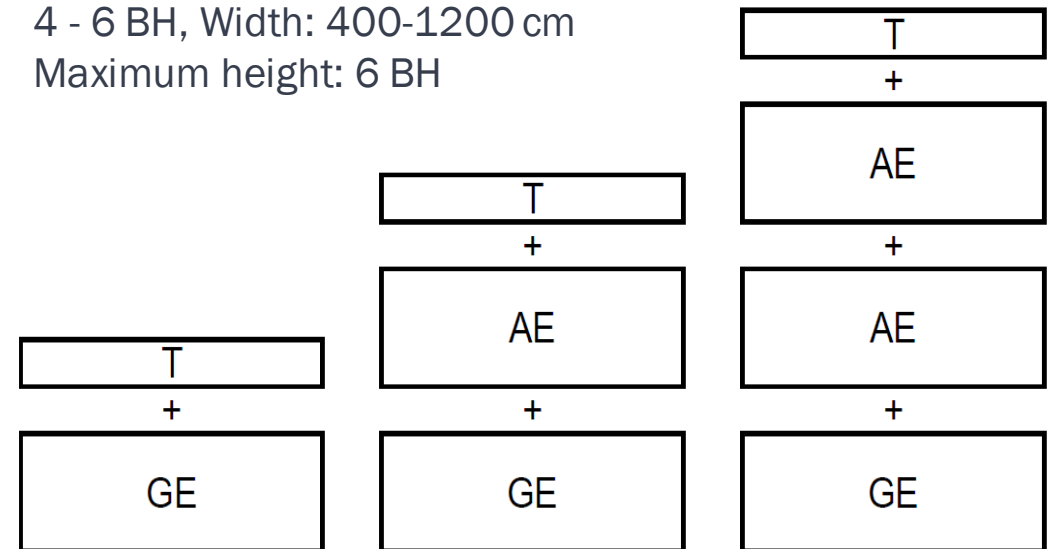 4 - 6 BH, Width: 400-1200 cm
Maximum height: 6 BH
T
+
GE
T
+
AE
+
GE
T
+
AE
+
AE
+
GE